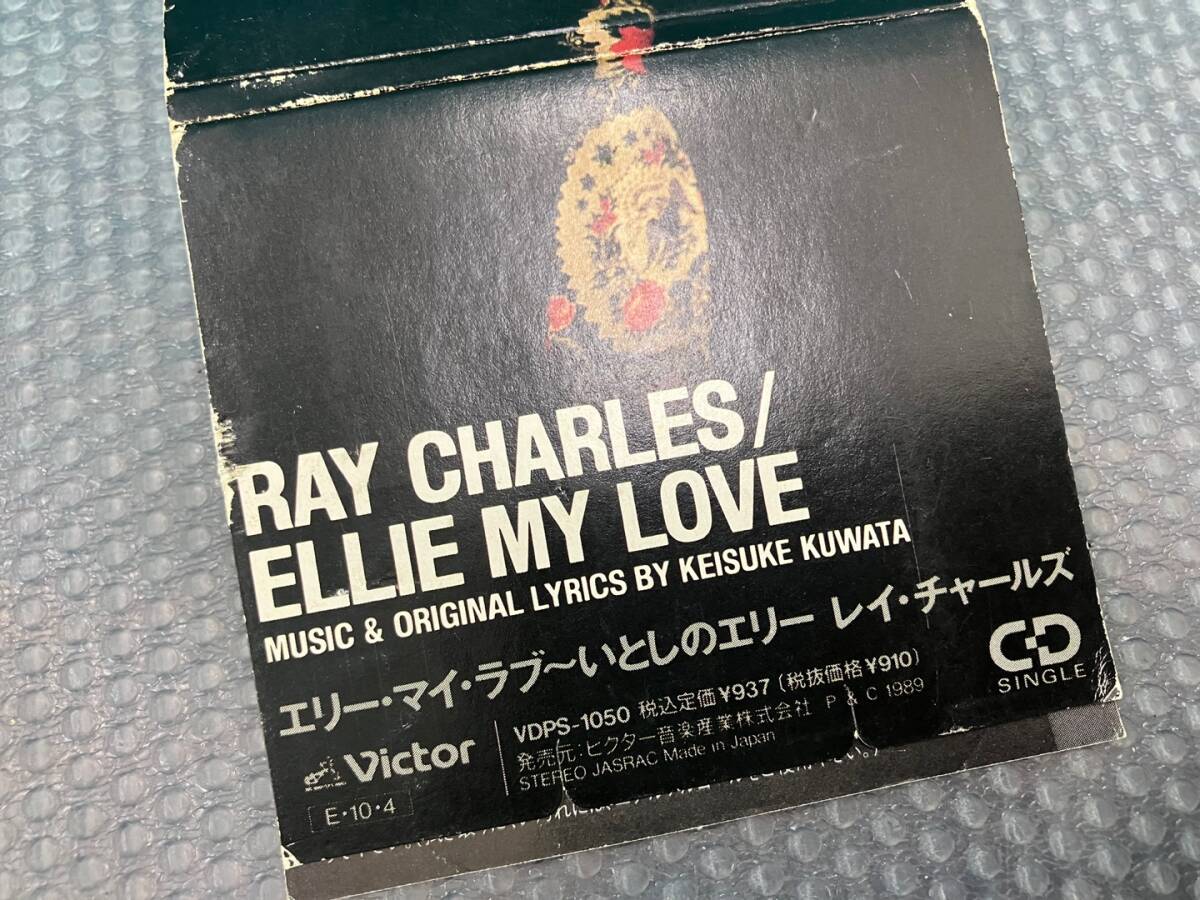 RAY CHARLES/
ELLIE MY LOVE
MUSIC & ORIGINAL LYRICS BY KEISUKE KUWATA
エリー・マイ・ラブ〜いとしのエリー レイ・チャールズ
Victor
E・10・4
VDPS-1050 税込定価¥937 (税抜価格¥910)
発売元:ビクター音楽産業株式会社 P & C 1989
STEREO JASRAC Made in Japan
CD
SINGLE